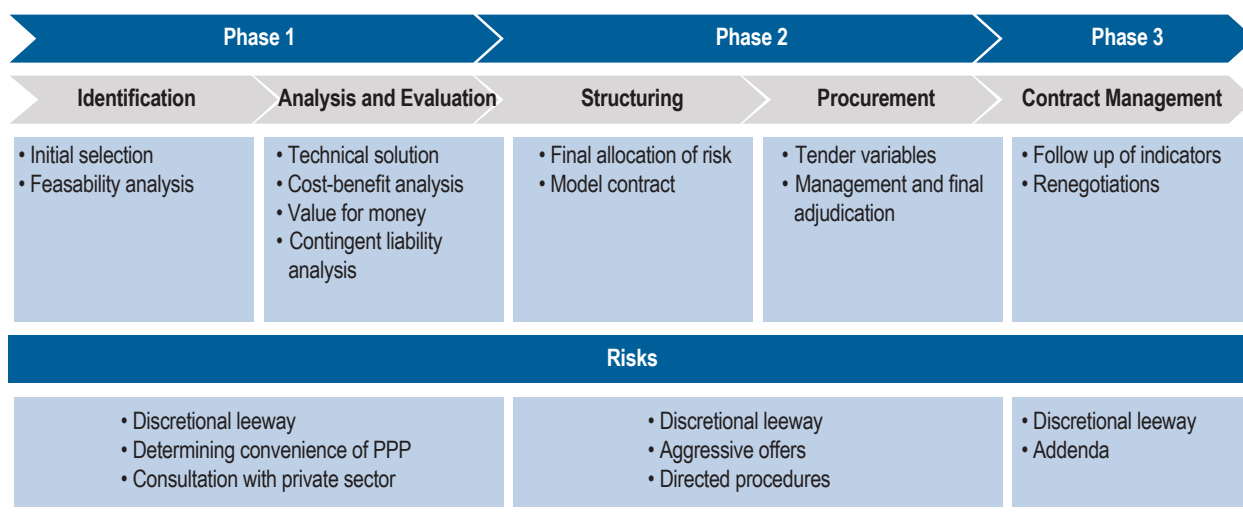 Phase 1
Phase 2
Phase 3
Identification
Analysis and Evaluation
Structuring
Procurement
Contract Management
• Initial selection
• Feasability analysis
• Technical solution
• Cost-benefit analysis
• Value for money
• Contingent liability
analysis
• Final allocation of risk
• Model contract
• Tender variables
• Management and final
adjudication
• Follow up of indicators
• Renegotiations
Risks
• Discretional leeway
• Determining convenience of PPP
• Consultation with private sector
• Discretional leeway
• Aggressive offers
• Directed procedures
• Discretional leeway
• Addenda